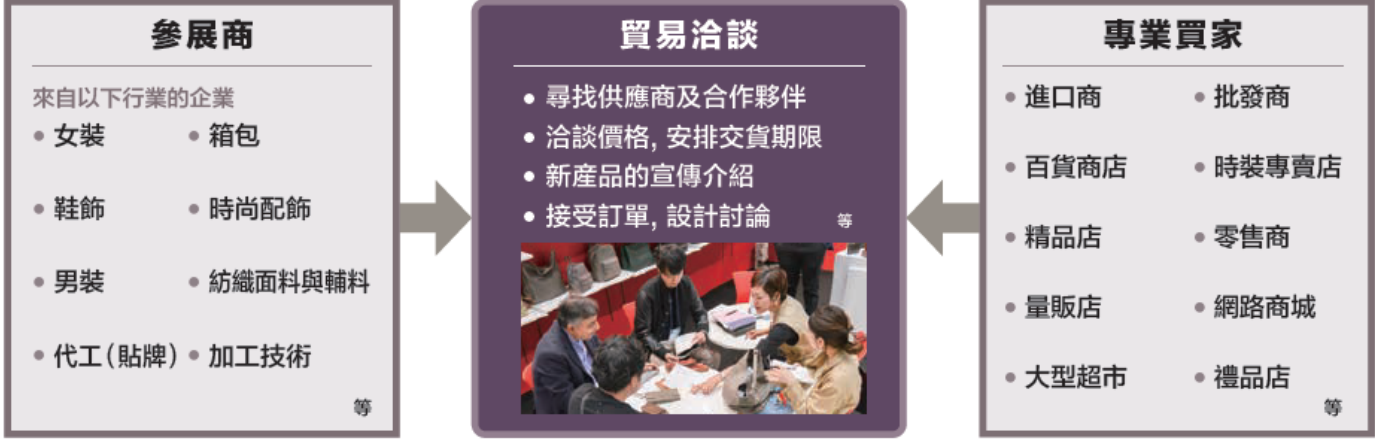 參展商
來自以下行業的企業
• 女裝 • 箱包
• 鞋飾 • 時尚配飾
• 男裝 • 紡織面料與輔料
• 代工(貼牌) • 加工技術
等
貿易洽談
• 尋找供應商及合作夥伴
• 洽談價格, 安排交貨期限
• 新産品的宣傳介紹
• 接受訂單, 設計討論 等
專業買家
• 進口商 • 批發商
• 百貨商店 • 時裝專賣店
• 精品店 • 零售商
• 量販店 • 網路商城
• 大型超市 • 禮品店
等